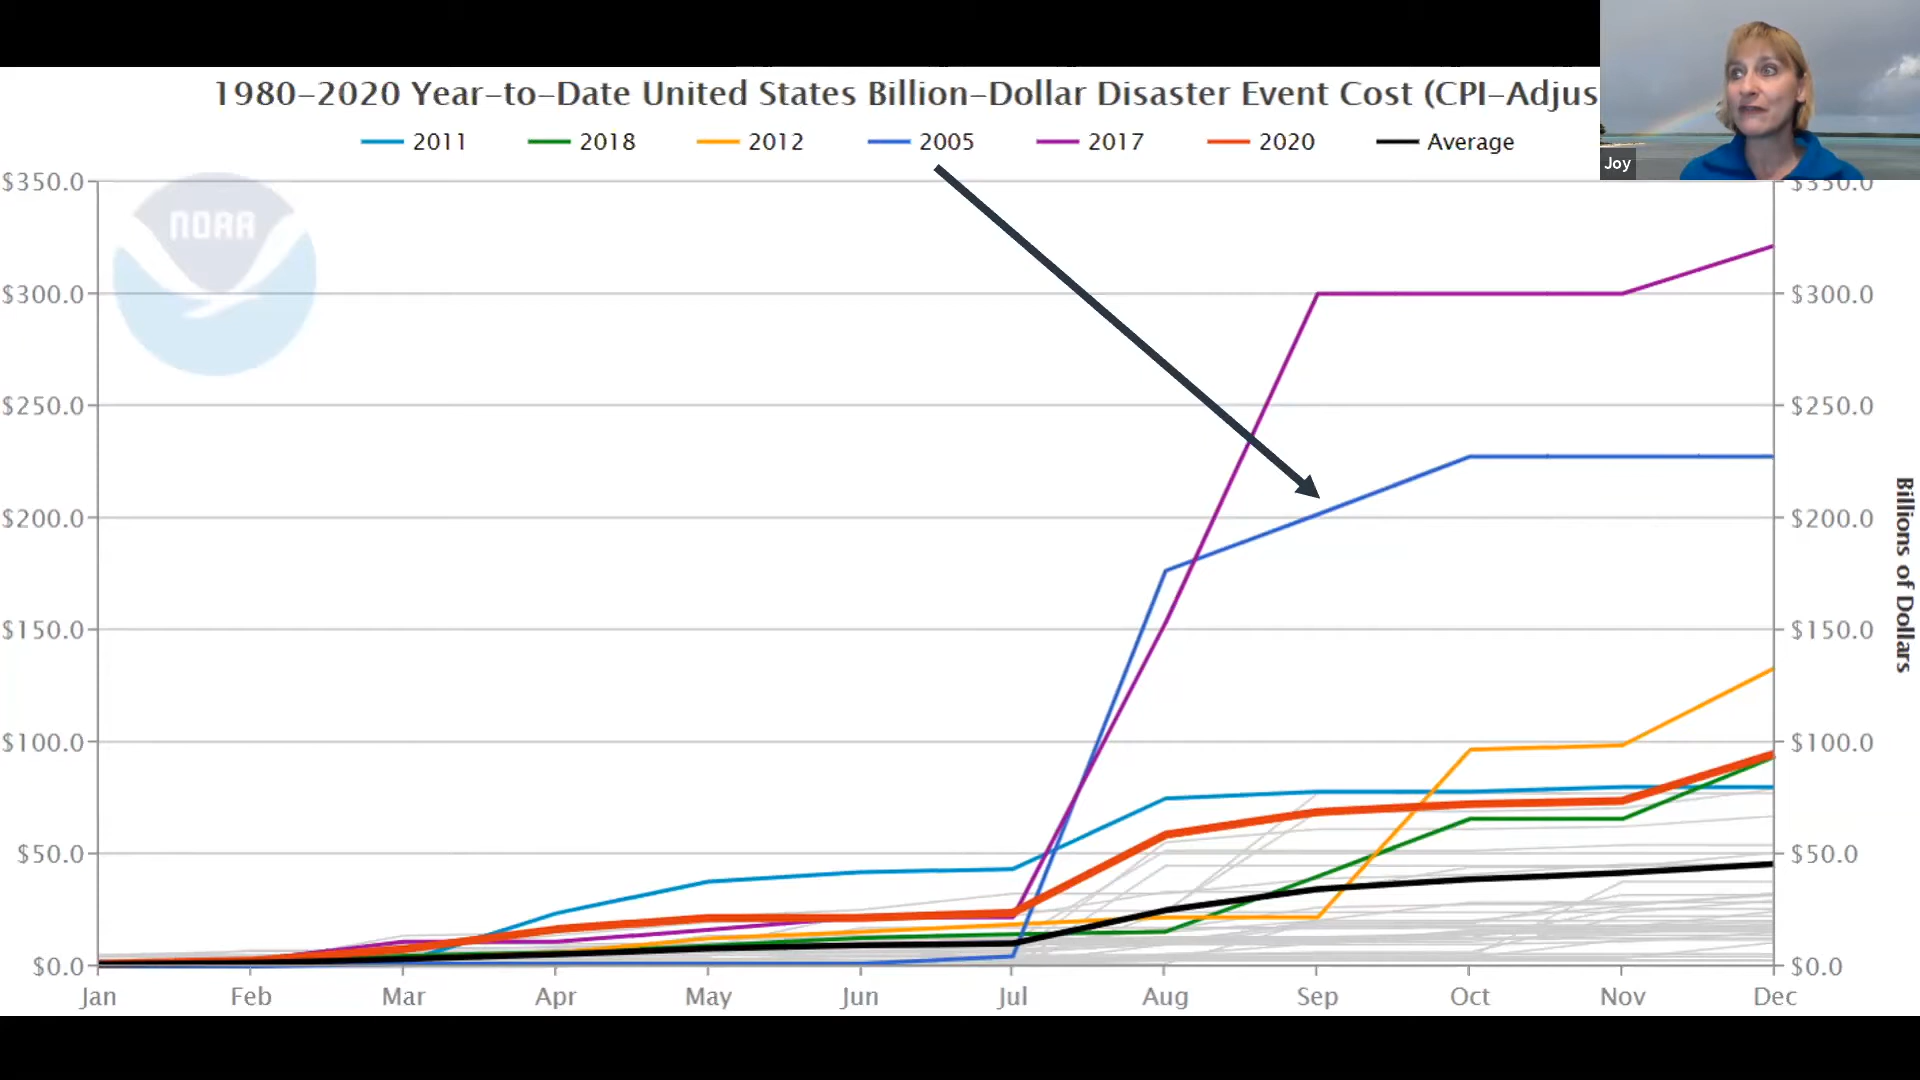 1980–2020 Year–to–Date United States Billion–Dollar Disaster Event Cost (CPI–Adjus
2011 2018 2012 2005 2017 2020 Average
Joy
NOAA
$350.0 $350.0
$300.0 $300.0
$250.0 $250.0
$200.0 $200.0
$150.0 $150.0
$100.0 $100.0
$50.0 $50.0
$0.0 $0.0
Billions of Dollars
Jan Feb Mar Apr May Jun Jul Aug Sep Oct Nov Dec